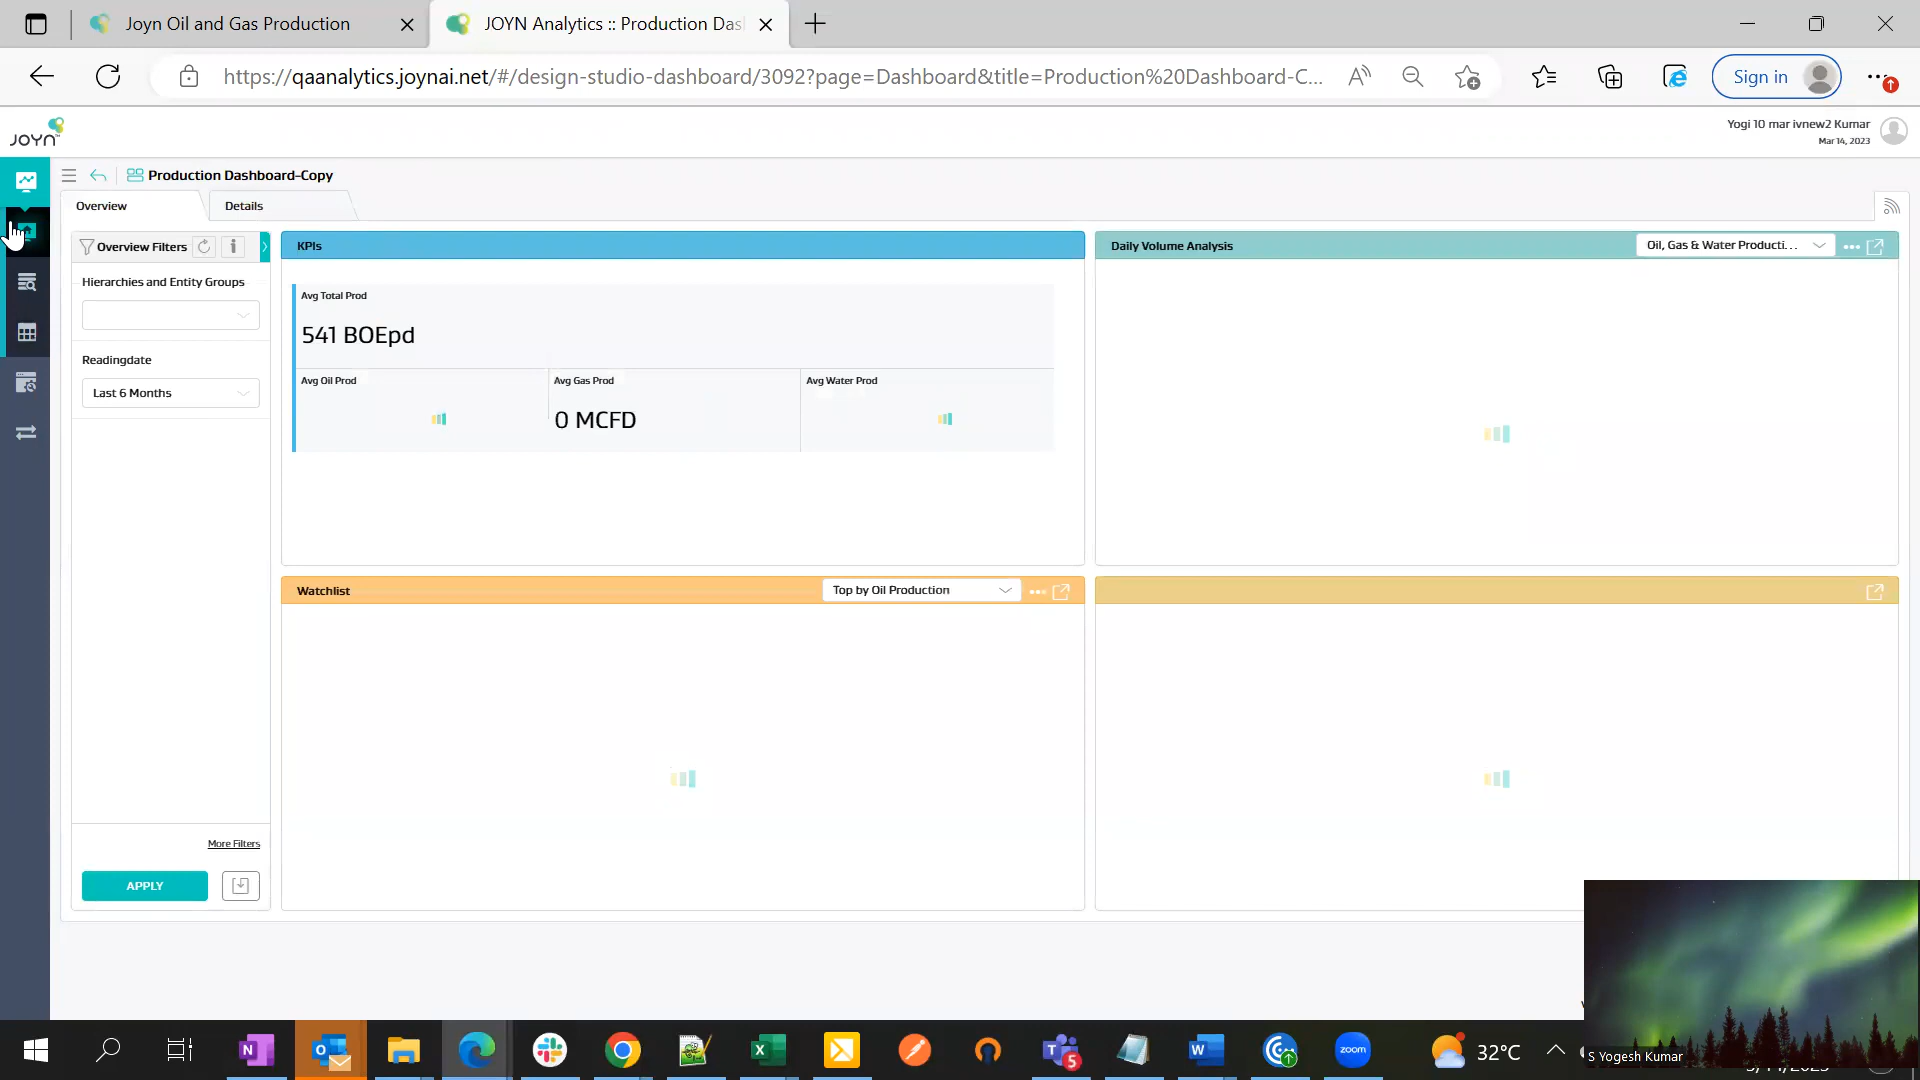 Joyn Oil and Gas Production
JOYN Analytics :: Production Das
https://qaanalytics.joynai.net/#/design-studio-dashboard/3092?page=Dashboard&title=Production%20Dashboard-C...
Sign in
JOYN
Yogi 10 mar ivnew2 Kumar
Mar 14, 2023
Production Dashboard-Copy
Overview
Details
Overview Filters
Hierarchies and Entity Groups
Readingdate
Last 6 Months
More Filters
APPLY
KPIs
Avg Total Prod
541 BOEpd
Avg Oil Prod
Avg Gas Prod
0 MCFD
Avg Water Prod
Daily Volume Analysis
Oil, Gas & Water Producti...
Watchlist
Top by Oil Production
zoom
5
32°C
S Yogesh Kumar